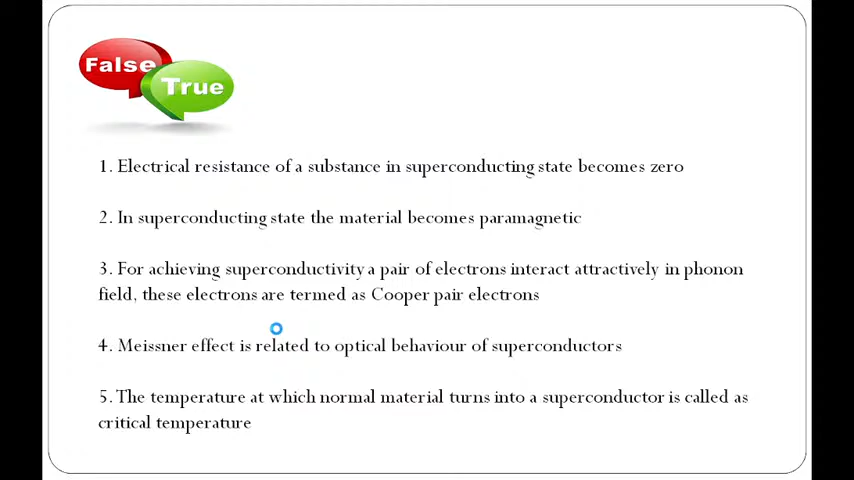 False
True
1. Electrical resistance of a substance in superconducting state becomes zero
2. In superconducting state the material becomes paramagnetic
3. For achieving superconductivity a pair of electrons interact attractively in phonon
field, these electrons are termed as Cooper pair electrons
4. Meissner effect is related to optical behaviour of superconductors
5. The temperature at which normal material turns into a superconductor is called as
critical temperature